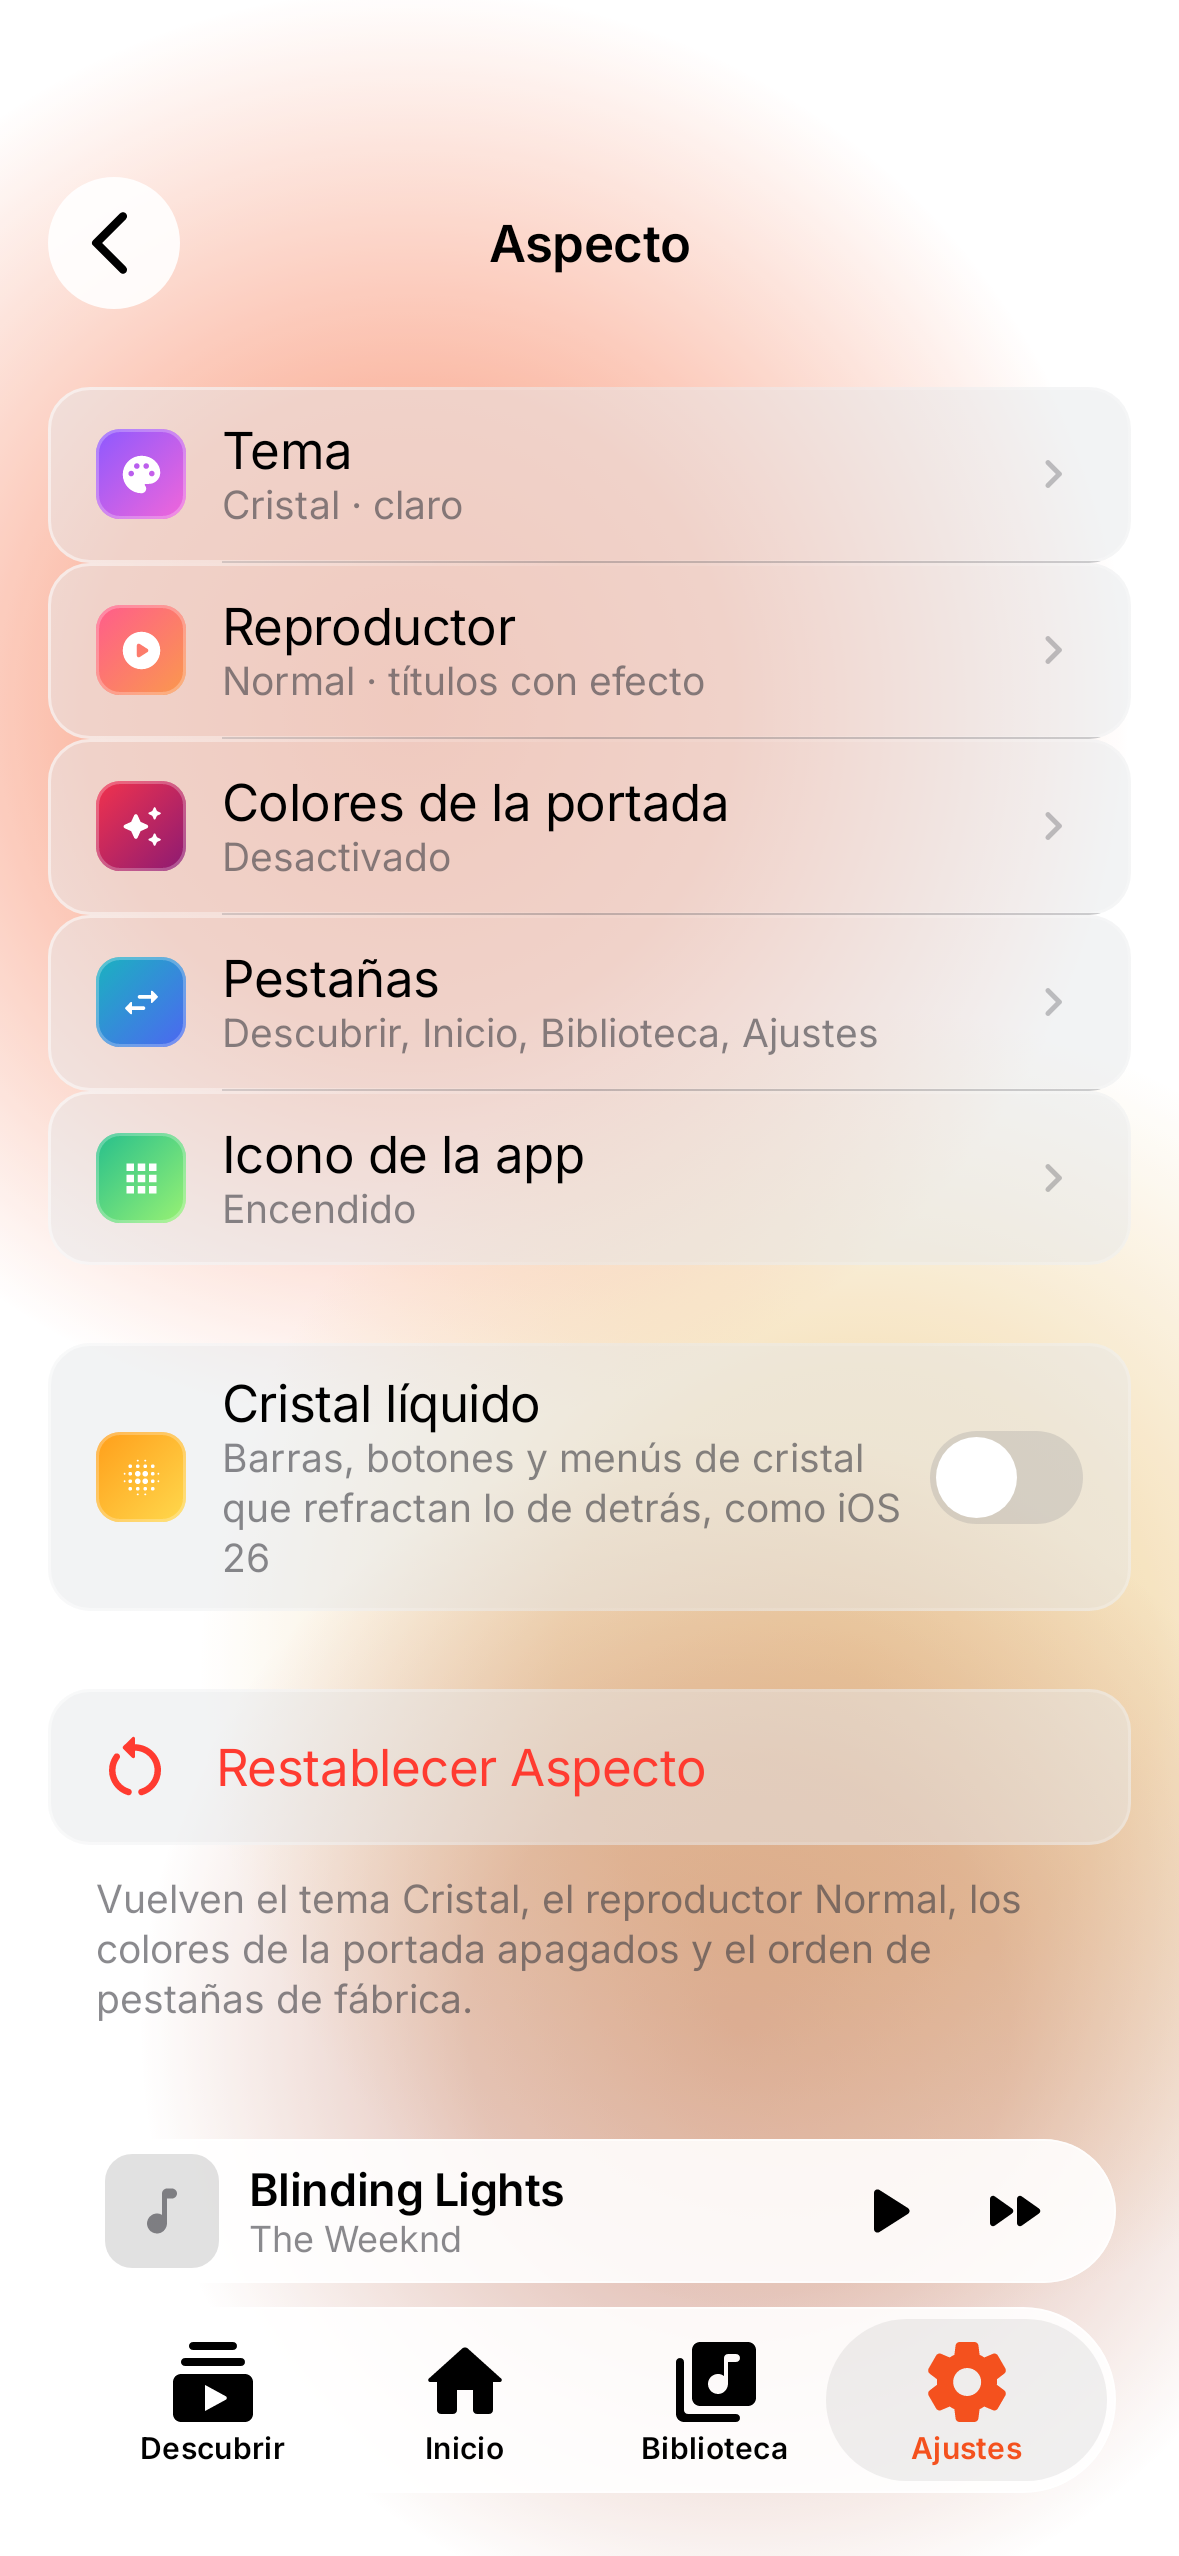 Aspecto
Tema
Cristal · claro
Reproductor
Normal · títulos con efecto
Colores de la portada
Desactivado
Pestañas
Descubrir, Inicio, Biblioteca, Ajustes
Icono de la app
Encendido
Cristal líquido
Barras, botones y menús de cristal
que refractan lo de detrás, como iOS
26
Restablecer Aspecto
Vuelven el tema Cristal, el reproductor Normal, los
colores de la portada apagados y el orden de
pestañas de fábrica.
Blinding Lights
The Weeknd
Descubrir
Inicio
Biblioteca
Ajustes